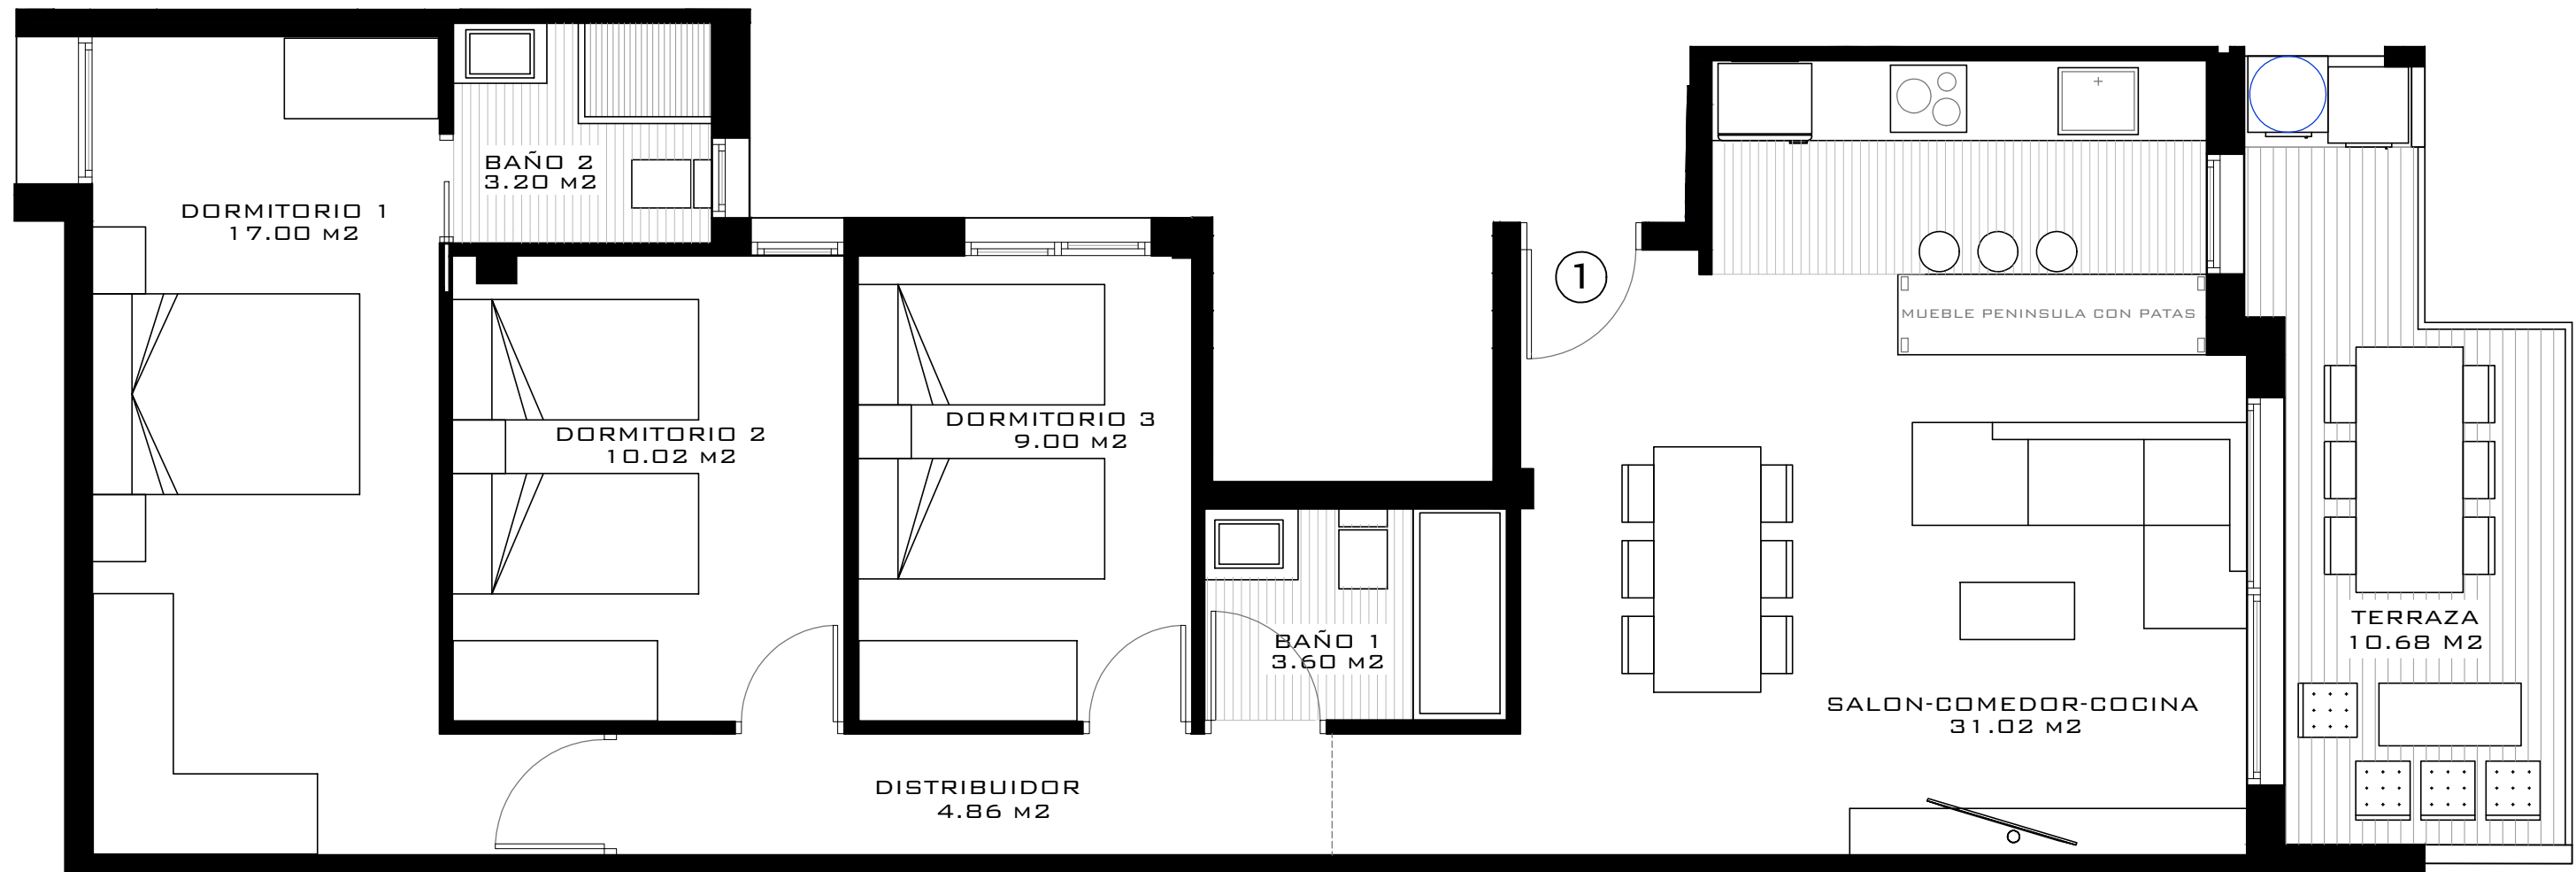 BAÑO 2
3.20 M2
DORMITORIO 1
17.00 M2
1
MUEBLE PENINSULA CON PATAS
DORMITORIO 3
9.00 M2
DORMITORIO 2
10.02 M2
TERRAZA
10.68 M2
BAÑO 1
3.60 M2
SALON-COMEDOR-COCINA
31.02 M2
DISTRIBUIDOR
4.86 M2